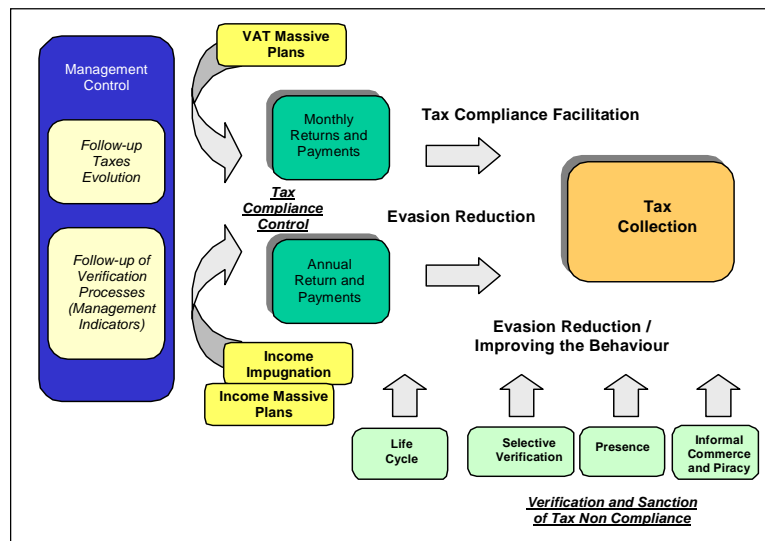 VAT Massive
Plans
Management
Control
Follow-up
Taxes
Evolution
Follow-up of
Verification
Processes
(Management
Indicators)
Monthly
Returns and
Payments
Tax
Compliance
Control
Annual
Return and
Payments
Income
Impugnation
Income Massive
Plans
Tax Compliance Facilitation
Evasion Reduction
Tax
Collection
Evasion Reduction /
Improving the Behaviour
Life
Cycle
Selective
Verification
Presence
Informal
Commerce
and Piracy
Verification and Sanction
of Tax Non Compliance